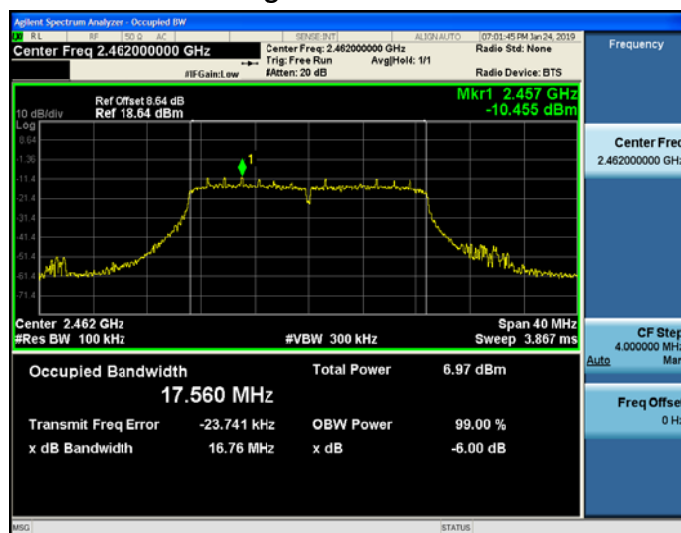 Agilent Spectrum Analyzer - Occupied BW
RL RF 50 Ω AC SENSE:INT ALIGN AUTO 07:01:45 PM Jan 24, 2019
Center Freq 2.462000000 GHz Center Freq: 2.462000000 GHz Radio Std: None
Trig: Free Run Avg|Hold: 1/1
#IFGain:Low #Atten: 20 dB Radio Device: BTS
Frequency
Ref Offset 8.64 dB Mkr1 2.457 GHz
10 dB/div Ref 18.64 dBm -10.455 dBm
Log
8.64
-1.36
-11.4
-21.4
-31.4
-41.4
-51.4
-61.4
-71.4
1
Center 2.462 GHz Span 40 MHz
#Res BW 100 kHz #VBW 300 kHz Sweep 3.867 ms
Occupied Bandwidth Total Power 6.97 dBm
17.560 MHz
Transmit Freq Error -23.741 kHz OBW Power 99.00 %
x dB Bandwidth 16.76 MHz x dB -6.00 dB
Center Freq
2.462000000 GHz
CF Step
4.000000 MHz
Auto Man
Freq Offset
0 Hz
MSG STATUS